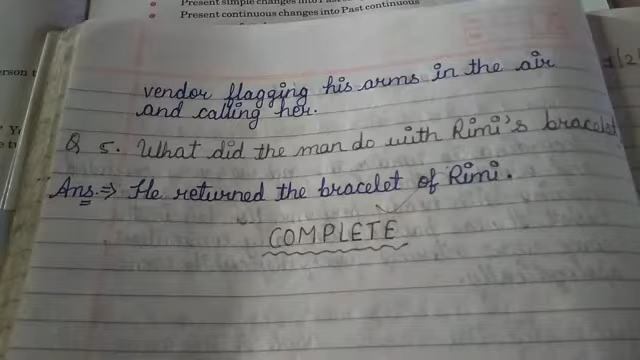 Present simple changes into Past
Present continuous changes into Past continuous
erson
vendor flagging his arms in the air
and calling her.
Q 5. What did the man do with Rimi's bracelet
Ans.⇒ He returned the bracelet of Rimi.
COMPLETE